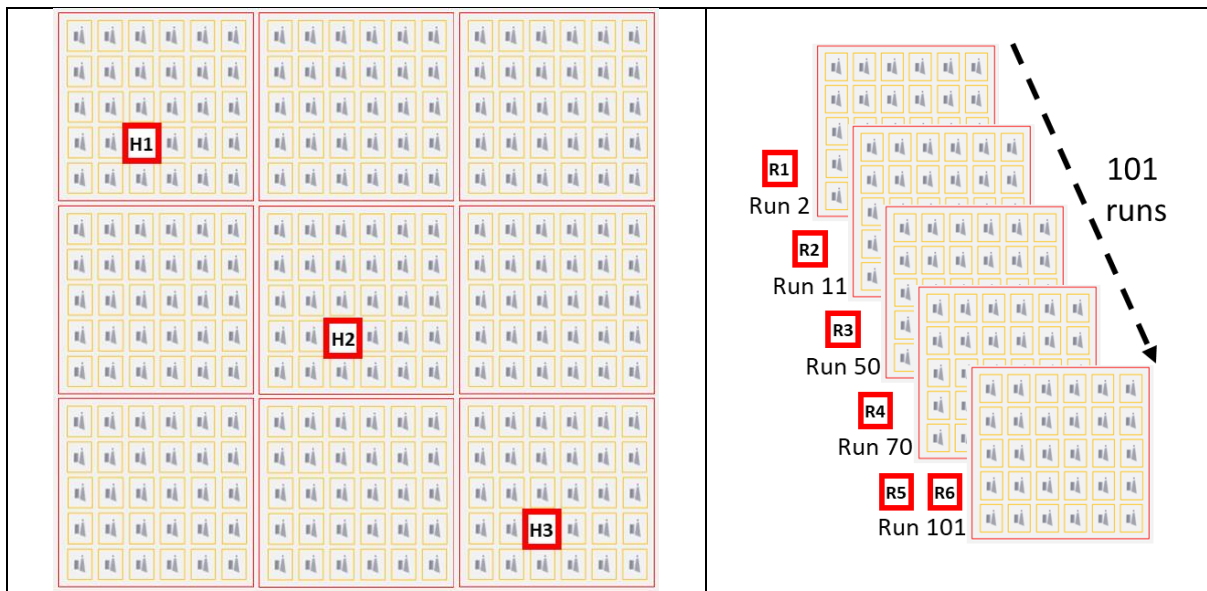 H1
H2
H3
R1
Run 2
R2
Run 11
R3
Run 50
R4
Run 70
R5 R6
Run 101
101
runs